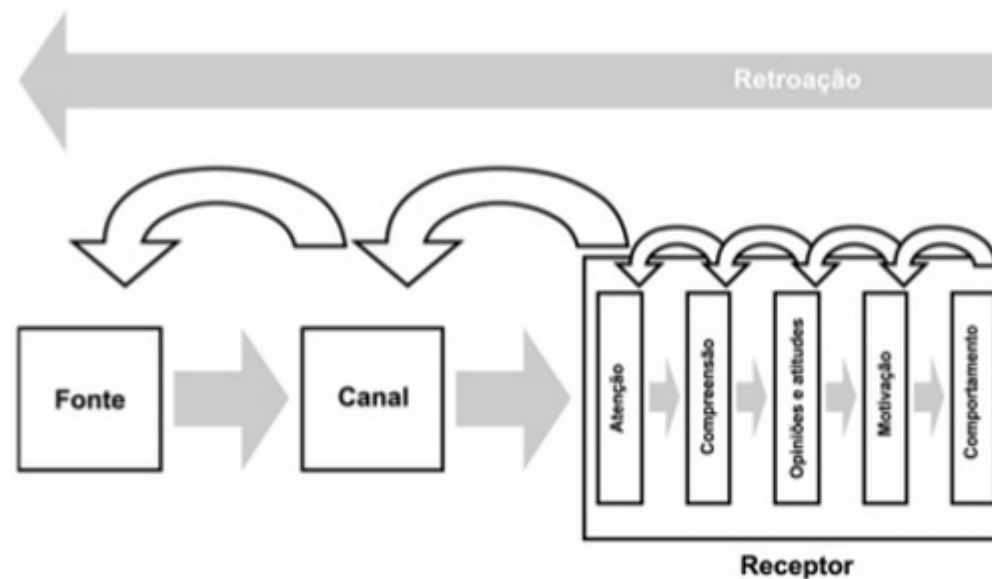 Retroação
Fonte
Canal
Atenção
Compreensão
Opiniões e atitudes
Motivação
Comportamento
Receptor